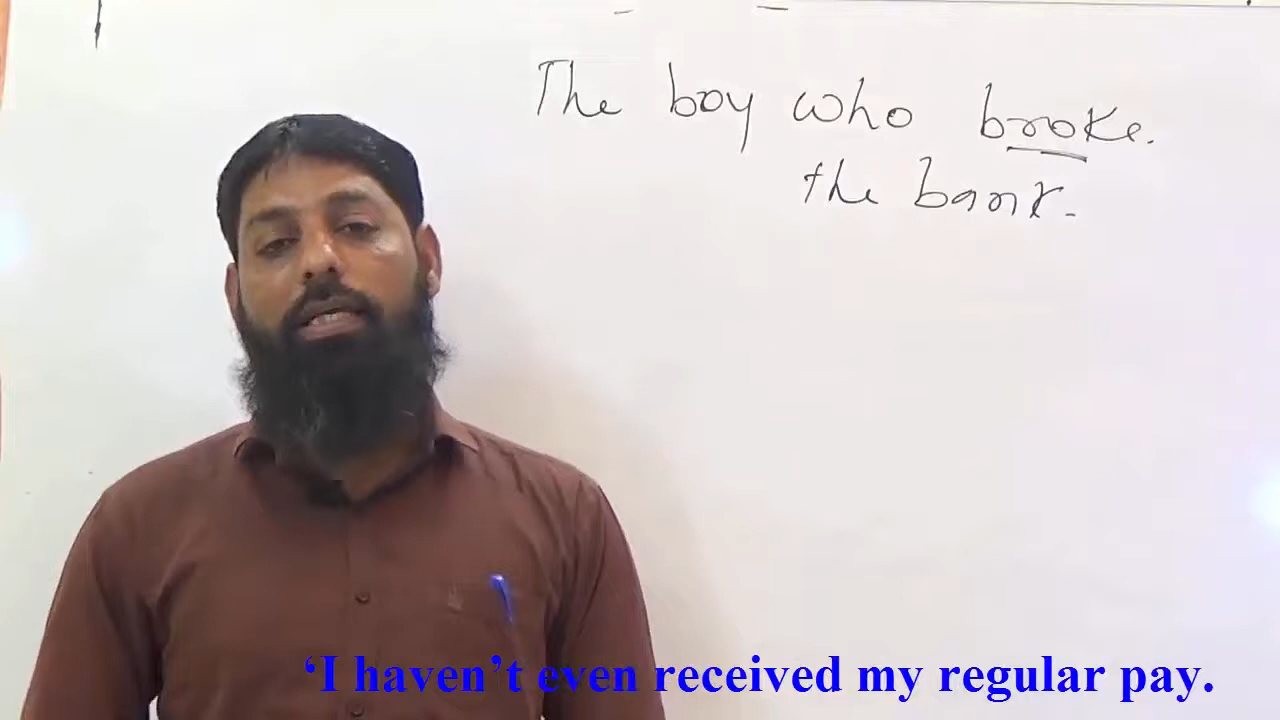 The boy who broke.
the bank.
‘I haven’t even received my regular pay.